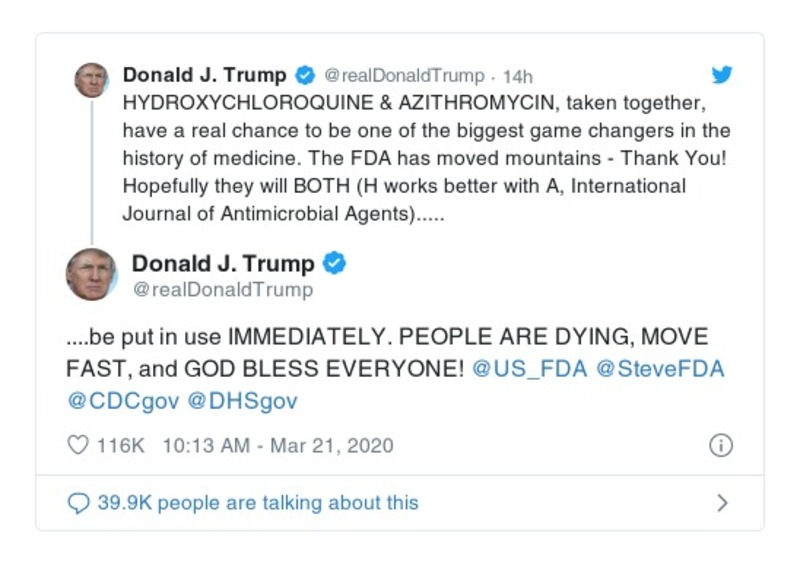 Donald J. Trump @realDonaldTrump · 14h
HYDROXYCHLOROQUINE & AZITHROMYCIN, taken together,
have a real chance to be one of the biggest game changers in the
history of medicine. The FDA has moved mountains - Thank You!
Hopefully they will BOTH (H works better with A, International
Journal of Antimicrobial Agents).....
Donald J. Trump
@realDonaldTrump
....be put in use IMMEDIATELY. PEOPLE ARE DYING, MOVE
FAST, and GOD BLESS EVERYONE! @US_FDA @SteveFDA
@CDCgov @DHSgov
116K 10:13 AM - Mar 21, 2020
39.9K people are talking about this